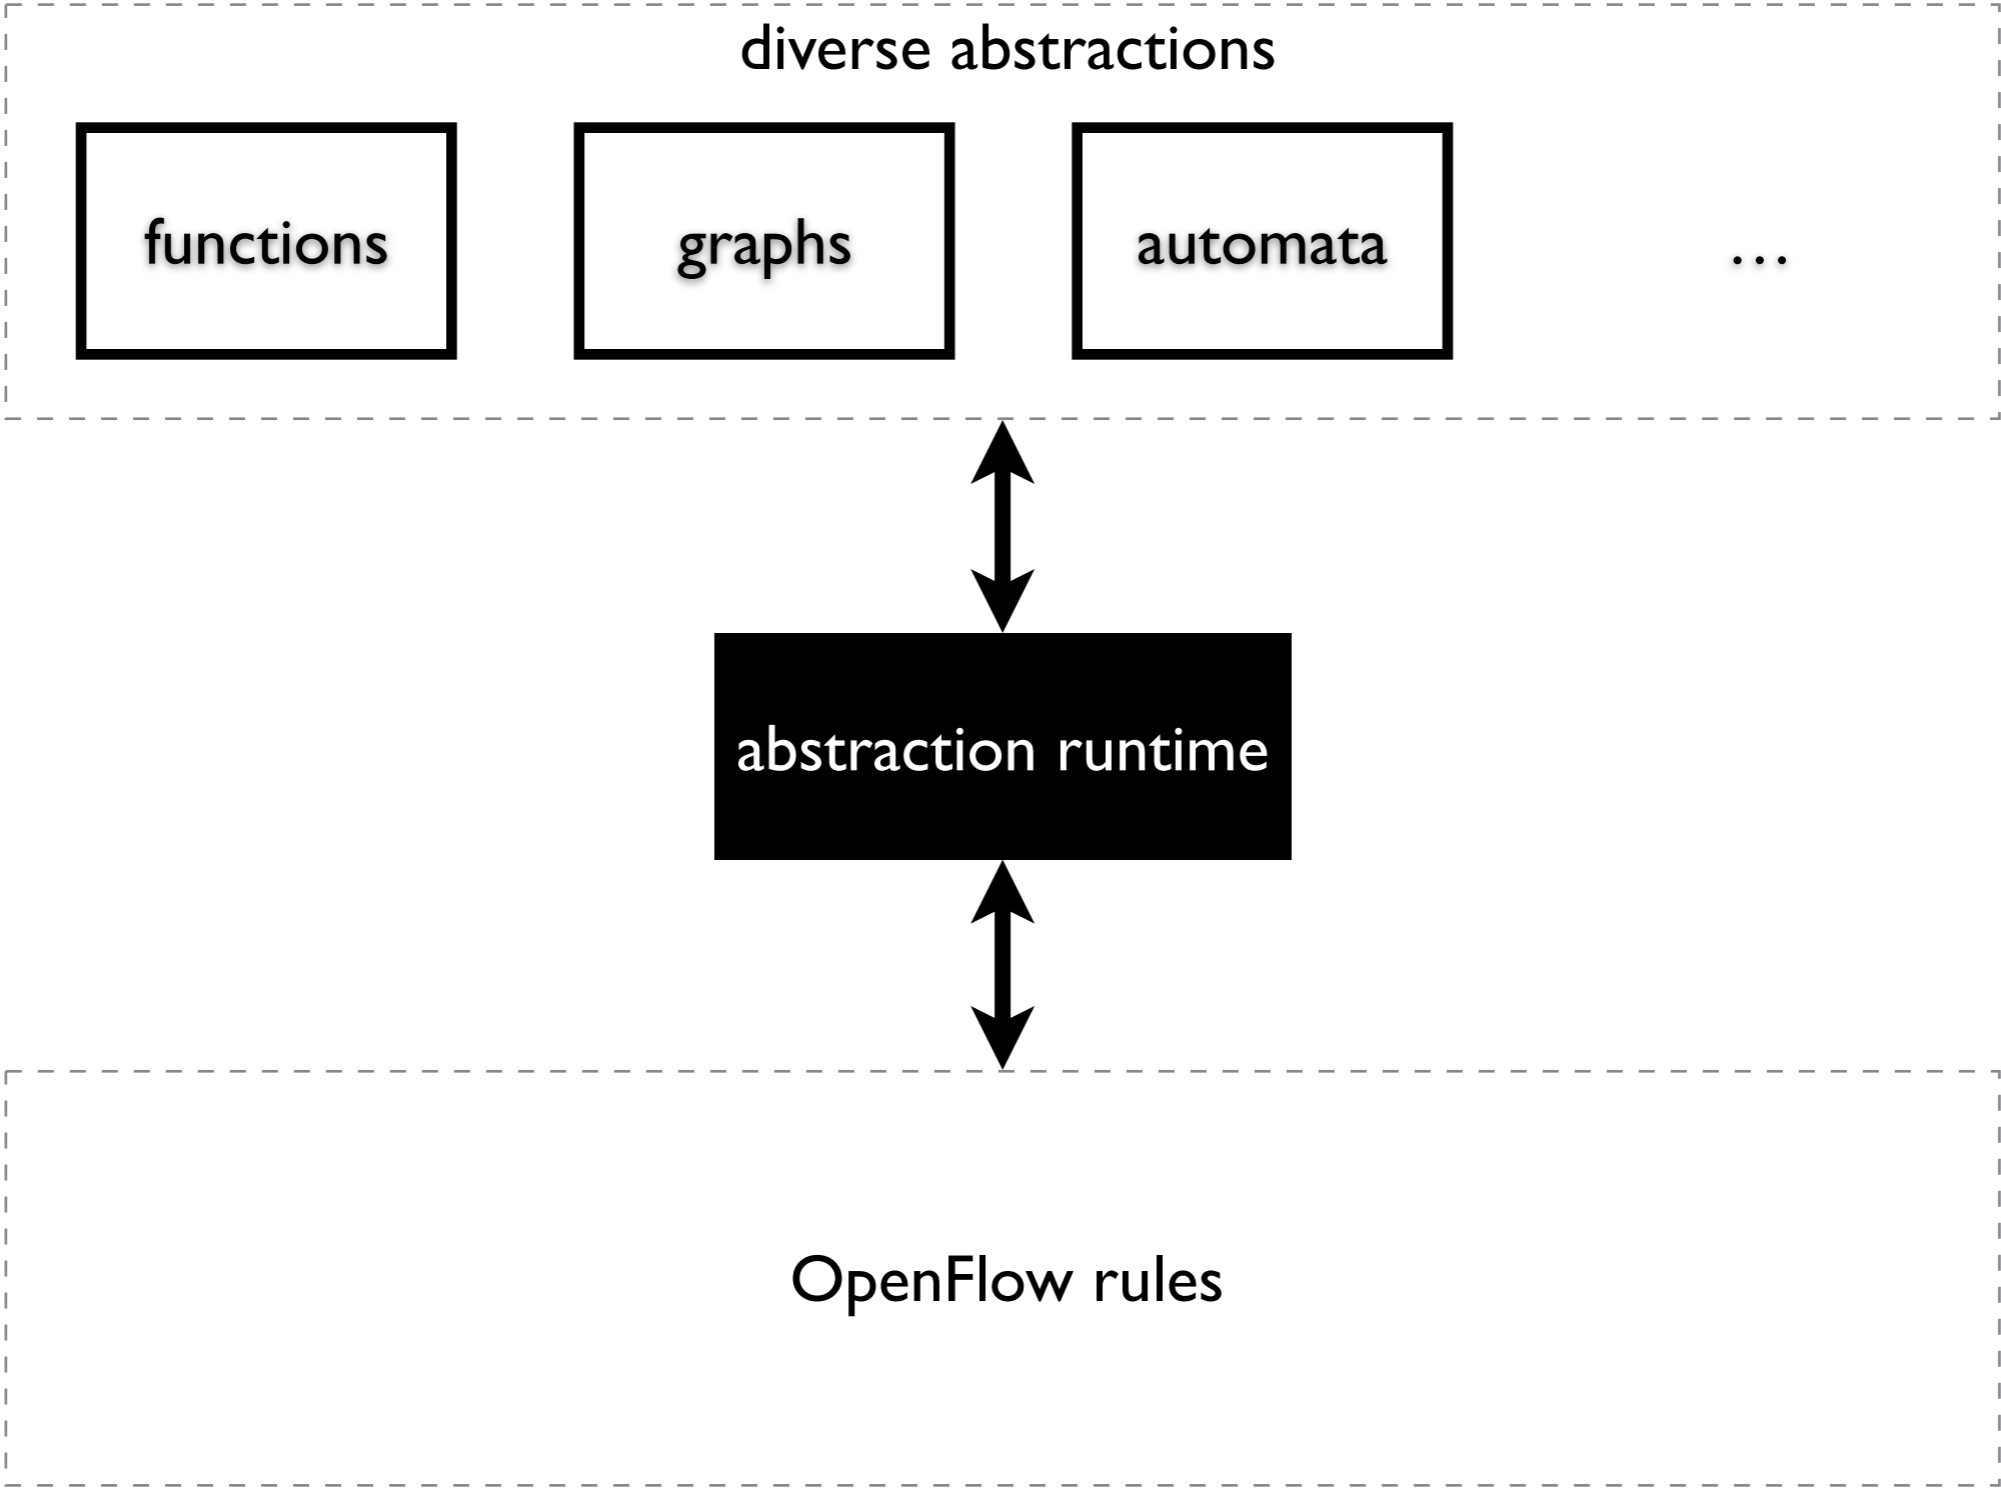 diverse abstractions
functions
graphs
automata
...
abstraction runtime
OpenFlow rules